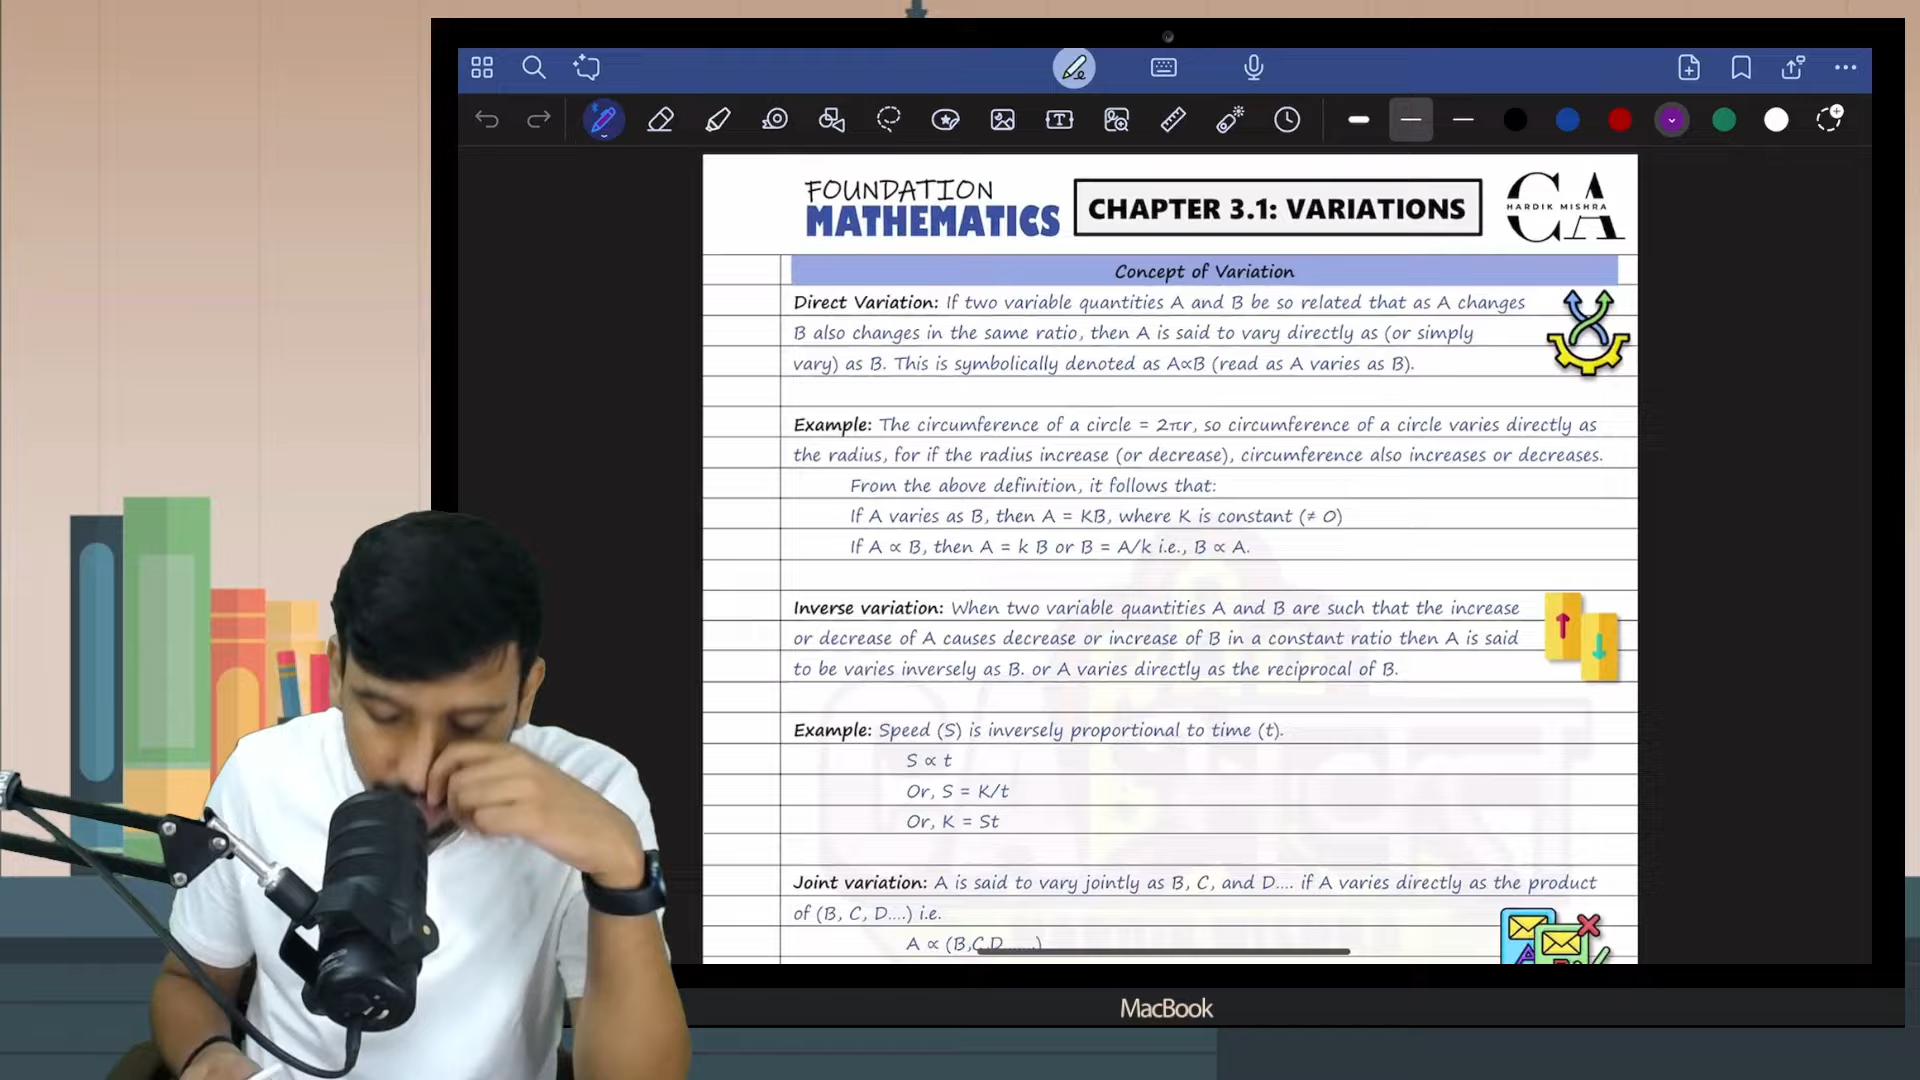 FOUNDATION
MATHEMATICS
CHAPTER 3.1: VARIATIONS
CA
HARDIK MISHRA
Concept of Variation
Direct Variation: If two variable quantities A and B be so related that as A changes
B also changes in the same ratio, then A is said to vary directly as (or simply
vary) as B. This is symbolically denoted as A∝B (read as A varies as B).
Example: The circumference of a circle = 2πr, so circumference of a circle varies directly as
the radius, for if the radius increase (or decrease), circumference also increases or decreases.
From the above definition, it follows that:
If A varies as B, then A = KB, where K is constant (≠ 0)
If A ∝ B, then A = k B or B = A/k i.e., B ∝ A.
Inverse variation: When two variable quantities A and B are such that the increase
or decrease of A causes decrease or increase of B in a constant ratio then A is said
to be varies inversely as B. or A varies directly as the reciprocal of B.
Example: Speed (S) is inversely proportional to time (t).
S ∝ t
Or, S = K/t
Or, K = St
Joint variation: A is said to vary jointly as B, C, and D.... if A varies directly as the product
of (B, C, D....) i.e.
A ∝ (B,C,D......)
MacBook